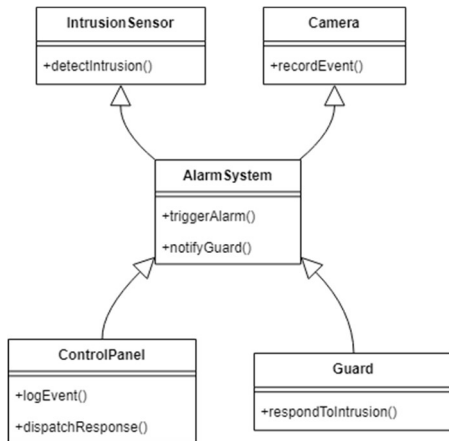 IntrusionSensor
+detectIntrusion()
Camera
+recordEvent()
AlarmSystem
+triggerAlarm()
+notifyGuard()
ControlPanel
+logEvent()
+dispatchResponse()
Guard
+respondToIntrusion()